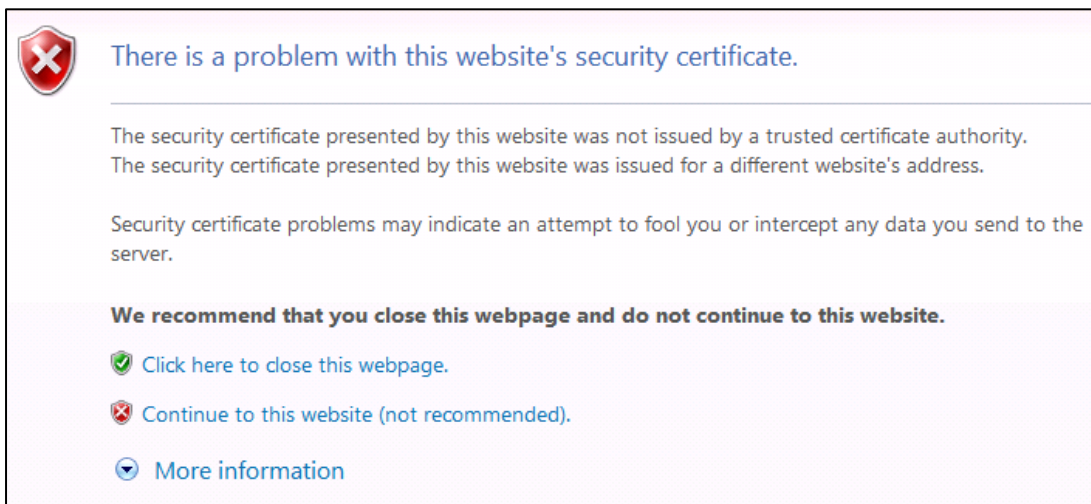 There is a problem with this website's security certificate.
The security certificate presented by this website was not issued by a trusted certificate authority.
The security certificate presented by this website was issued for a different website's address.
Security certificate problems may indicate an attempt to fool you or intercept any data you send to the
server.
We recommend that you close this webpage and do not continue to this website.
Click here to close this webpage.
Continue to this website (not recommended).
More information